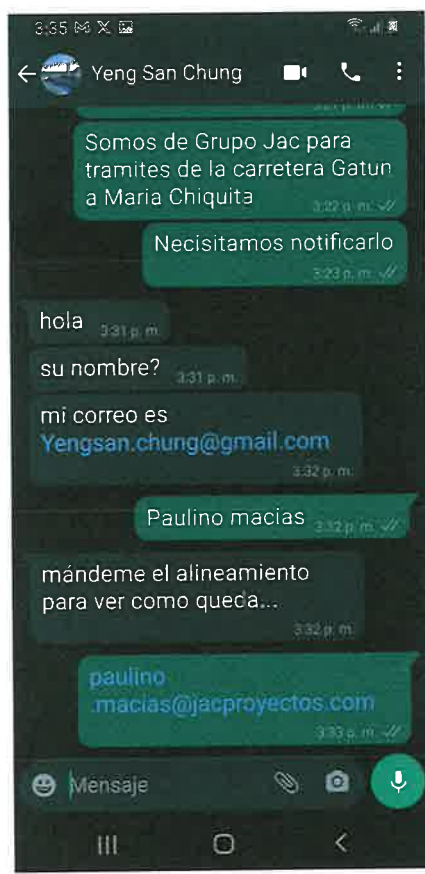 3:35
Yeng San Chung
Somos de Grupo Jac para
tramites de la carretera Gatun
a Maria Chiquita
3:22 p. m.
Necisitamos notificarlo
3:23 p. m.
hola
3:31 p. m.
su nombre?
3:31 p. m.
mi correo es
Yengsan.chung@gmail.com
3:32 p. m.
Paulino macias
3:32 p. m.
mándeme el alineamiento
para ver como queda...
3:32 p. m.
paulino
.macias@jacproyectos.com
3:33 p. m.
Mensaje